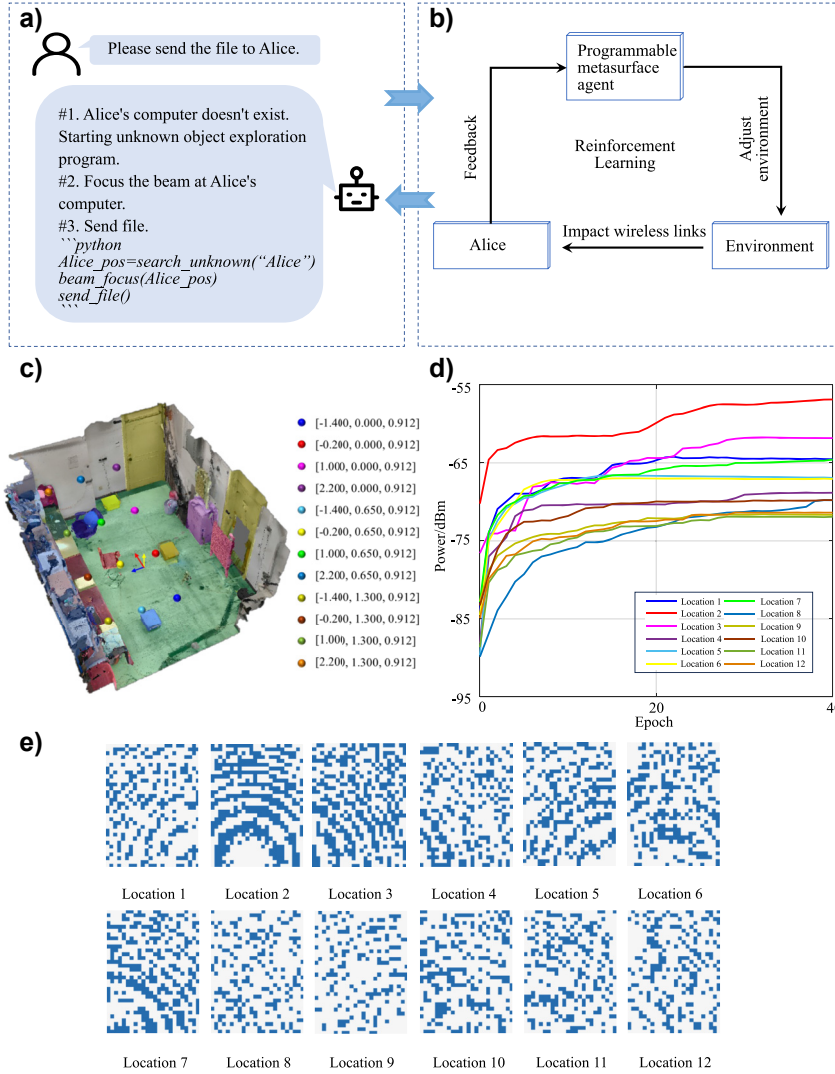 a)
Please send the file to Alice.
#1. Alice's computer doesn't exist.
Starting unknown object exploration
program.
#2. Focus the beam at Alice's
computer.
#3. Send file.
```python
Alice_pos=search_unknown(“Alice”)
beam_focus(Alice_pos)
send_file()
```
b)
Programmable
metasurface
agent
Feedback
Reinforcement
Learning
Adjust
environment
Alice
Impact wireless links
Environment
c)
[-1.400, 0.000, 0.912]
[-0.200, 0.000, 0.912]
[1.000, 0.000, 0.912]
[2.200, 0.000, 0.912]
[-1.400, 0.650, 0.912]
[-0.200, 0.650, 0.912]
[1.000, 0.650, 0.912]
[2.200, 0.650, 0.912]
[-1.400, 1.300, 0.912]
[-0.200, 1.300, 0.912]
[1.000, 1.300, 0.912]
[2.200, 1.300, 0.912]
d)
-55
-65
-75
-85
-95
Power/dBm
0
20
40
Epoch
Location 1
Location 2
Location 3
Location 4
Location 5
Location 6
Location 7
Location 8
Location 9
Location 10
Location 11
Location 12
e)
Location 1
Location 2
Location 3
Location 4
Location 5
Location 6
Location 7
Location 8
Location 9
Location 10
Location 11
Location 12